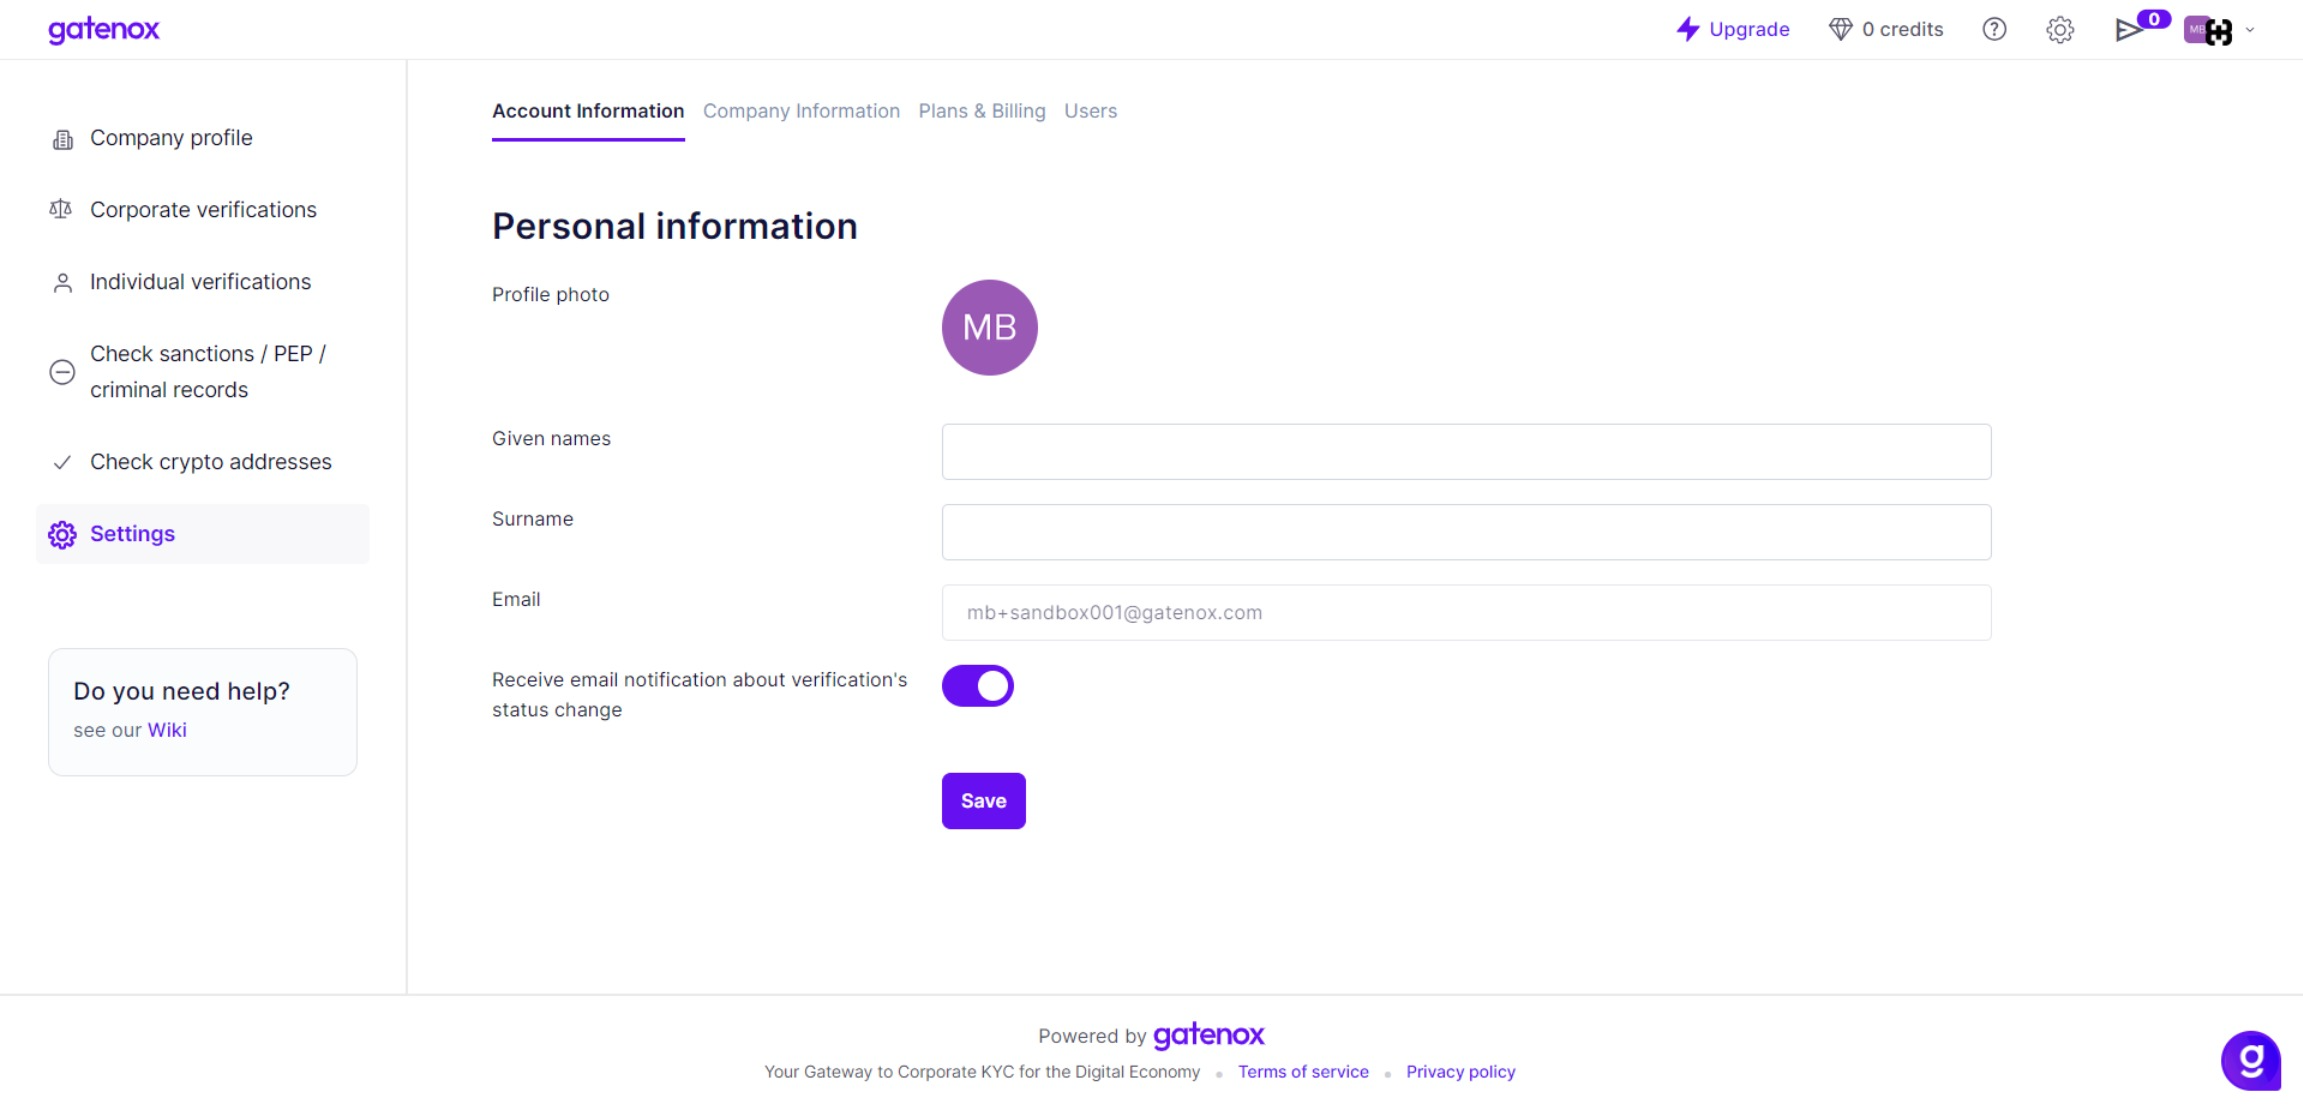 gatenox
Upgrade
0 credits
0
MB
Company profile
Corporate verifications
Individual verifications
Check sanctions / PEP /
criminal records
Check crypto addresses
Settings
Do you need help?
see our Wiki
Account Information Company Information Plans & Billing Users
Personal information
Profile photo
MB
Given names
Surname
Email
mb+sandbox001@gatenox.com
Receive email notification about verification's
status change
Save
Powered by gatenox
Your Gateway to Corporate KYC for the Digital Economy • Terms of service • Privacy policy
g